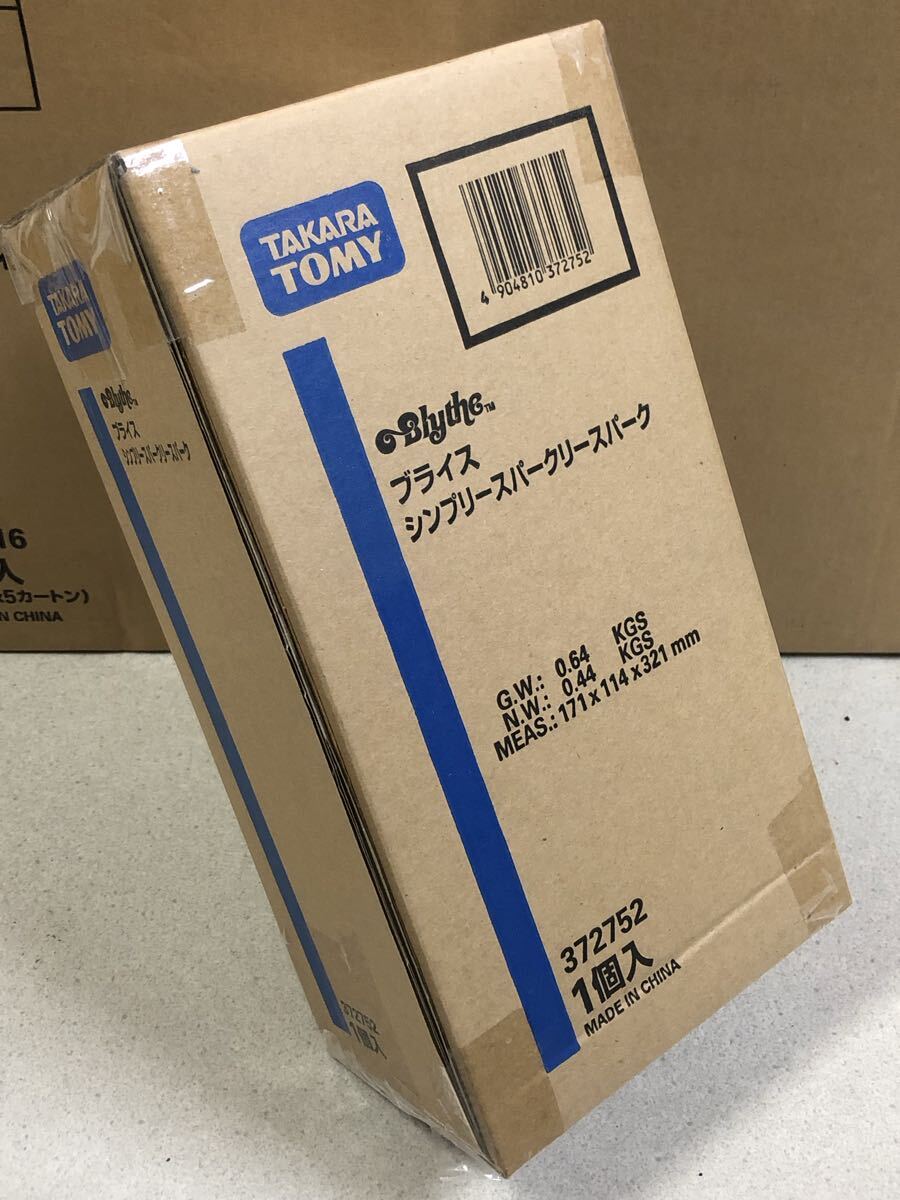 TAKARA
TOMY
4 904810 372752
Blythe™
ブライス
シンプリースパークリースパーク
G.W.: 0.64 KGS
N.W.: 0.44 KGS
MEAS.: 171 x 114 x 321 mm
372752
1個入
MADE IN CHINA
TAKARA
TOMY
Blythe™
ブライス
シンプリースパークリースパーク
372752
1個入
16
入
5カートン)
N CHINA